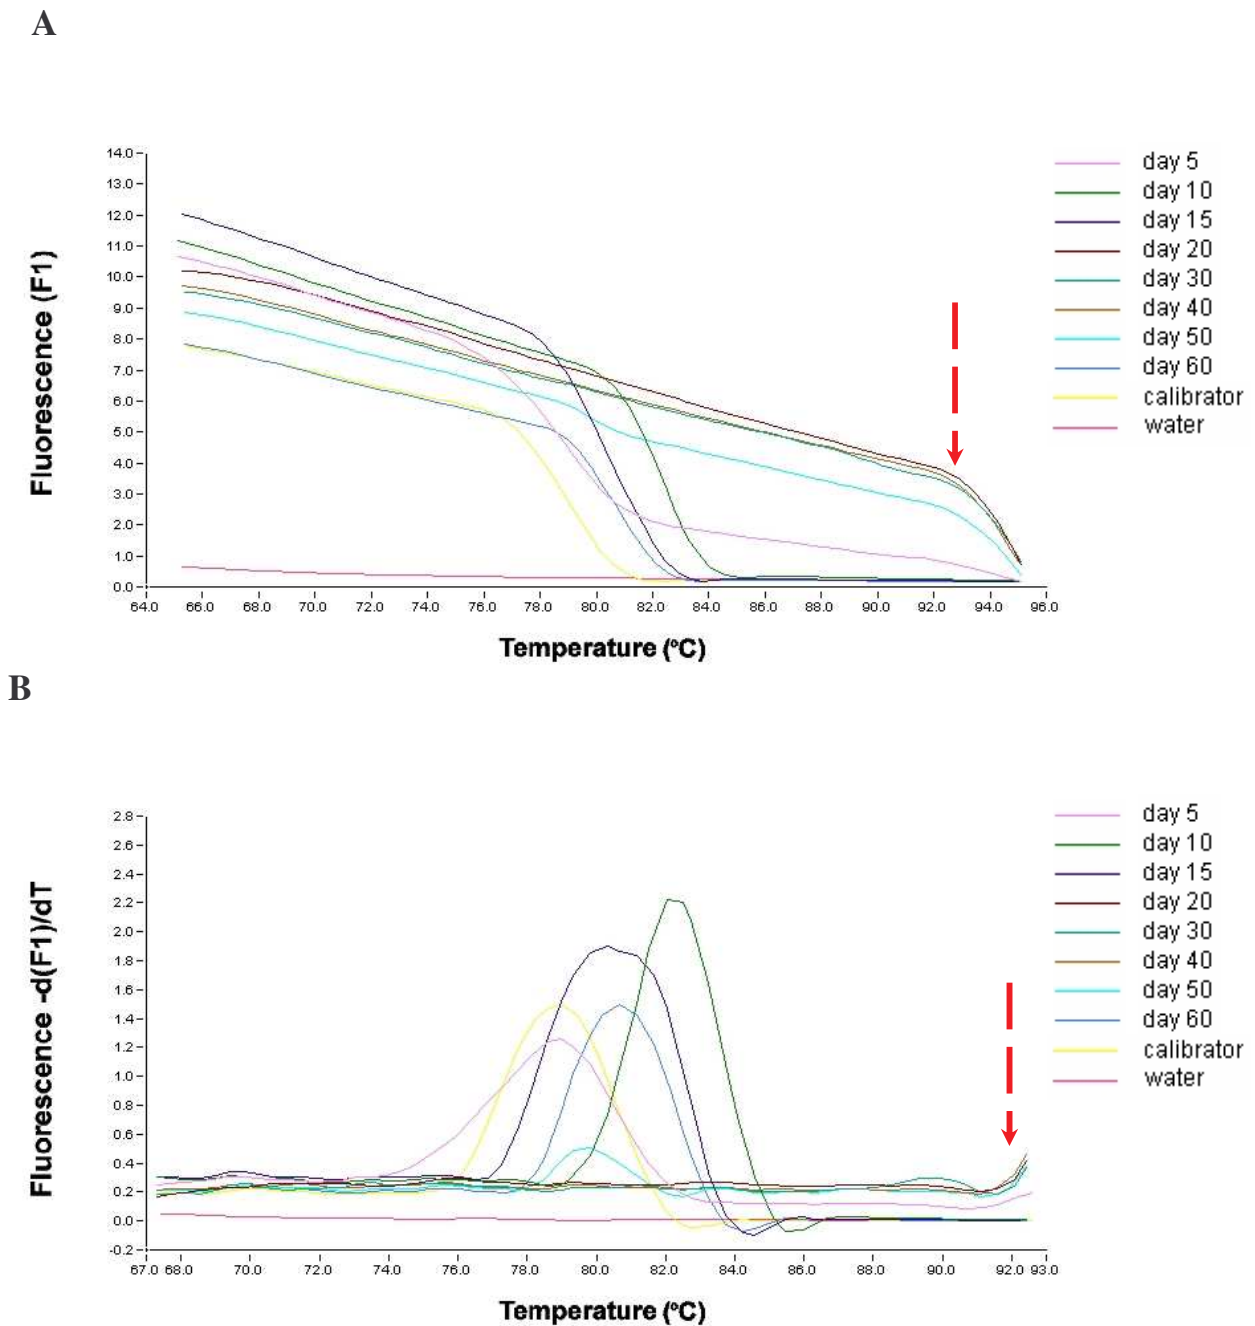 A
14.0
13.0
12.0
11.0
10.0
9.0
8.0
7.0
6.0
5.0
4.0
3.0
2.0
1.0
0.0
Fluorescence (F1)
64.0 66.0 68.0 70.0 72.0 74.0 76.0 78.0 80.0 82.0 84.0 86.0 88.0 90.0 92.0 94.0 96.0
Temperature (°C)
day 5
day 10
day 15
day 20
day 30
day 40
day 50
day 60
calibrator
water
B
2.8
2.6
2.4
2.2
2.0
1.8
1.6
1.4
1.2
1.0
0.8
0.6
0.4
0.2
0.0
-0.2
Fluorescence -d(F1)/dT
67.0 68.0 70.0 72.0 74.0 76.0 78.0 80.0 82.0 84.0 86.0 88.0 90.0 92.0 93.0
Temperature (°C)
day 5
day 10
day 15
day 20
day 30
day 40
day 50
day 60
calibrator
water